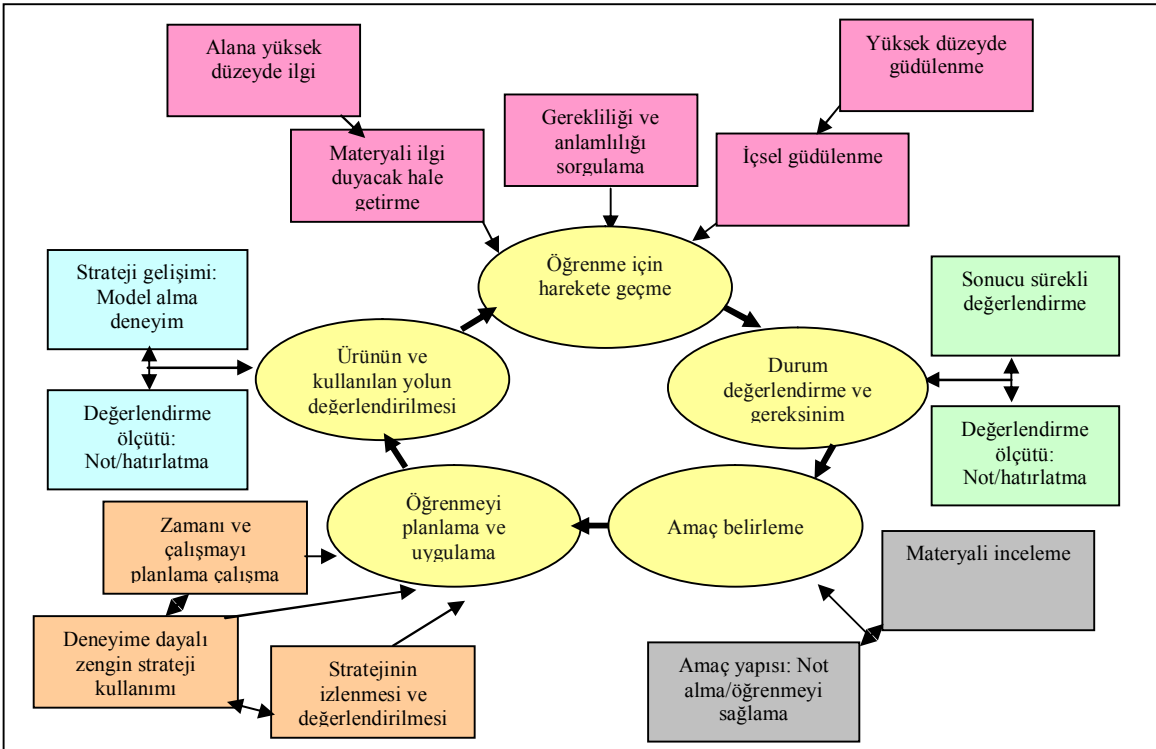 Alana yüksek
düzeyde ilgi
Yüksek düzeyde
güdülenme
Gerekliliği ve
anlamlılığı
sorgulama
Materyali ilgi
duyacak hale
getirme
İçsel güdülenme
Öğrenme için
harekete geçme
Strateji gelişimi:
Model alma
deneyim
Sonucu sürekli
değerlendirme
Ürünün ve
kullanılan yolun
değerlendirilmesi
Durum
değerlendirme ve
gereksinim
Değerlendirme
ölçütü:
Not/hatırlatma
Değerlendirme
ölçütü:
Not/hatırlatma
Öğrenmeyi
planlama ve
uygulama
Amaç belirleme
Zamanı ve
çalışmayı
planlama çalışma
Materyali inceleme
Deneyime dayalı
zengin strateji
kullanımı
Stratejinin
izlenmesi ve
değerlendirilmesi
Amaç yapısı: Not
alma/öğrenmeyi
sağlama